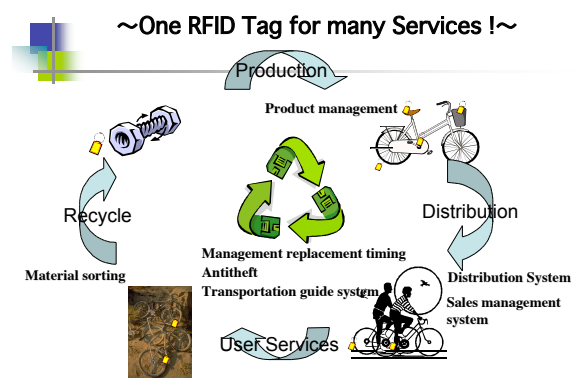 ～One RFID Tag for many Services !～
Production
Product management
Recycle
Distribution
Management replacement timing
Antitheft
Transportation guide system
Material sorting
Distribution System
Sales management
system
User Services